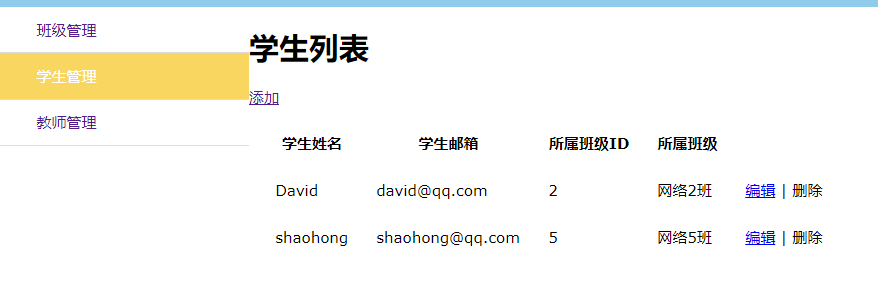 班级管理
学生管理
教师管理
学生列表
添加
学生姓名 学生邮箱 所属班级ID 所属班级
David david@qq.com 2 网络2班 编辑 | 删除
shaohong shaohong@qq.com 5 网络5班 编辑 | 删除